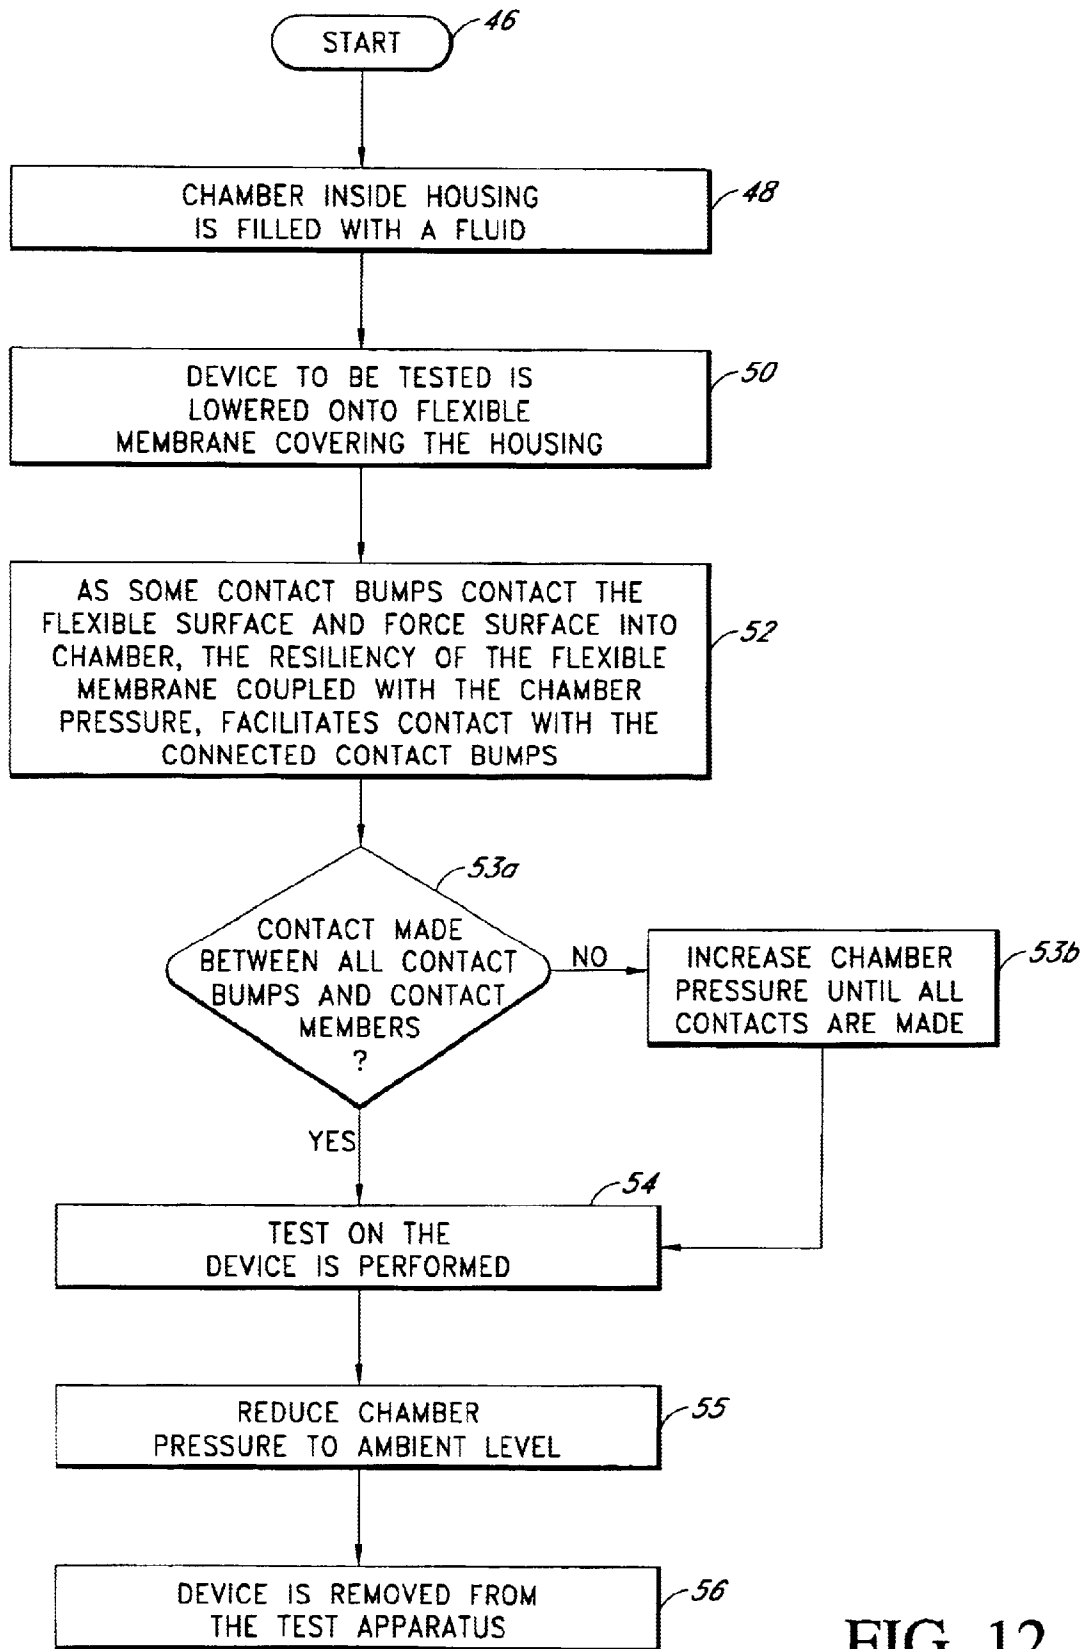 START
46
CHAMBER INSIDE HOUSING
IS FILLED WITH A FLUID
48
DEVICE TO BE TESTED IS
LOWERED ONTO FLEXIBLE
MEMBRANE COVERING THE HOUSING
50
AS SOME CONTACT BUMPS CONTACT THE
FLEXIBLE SURFACE AND FORCE SURFACE INTO
CHAMBER, THE RESILIENCY OF THE FLEXIBLE
MEMBRANE COUPLED WITH THE CHAMBER
PRESSURE, FACILITATES CONTACT WITH THE
CONNECTED CONTACT BUMPS
52
53a
CONTACT MADE
BETWEEN ALL CONTACT
BUMPS AND CONTACT
MEMBERS
?
NO
INCREASE CHAMBER
PRESSURE UNTIL ALL
CONTACTS ARE MADE
53b
YES
54
TEST ON THE
DEVICE IS PERFORMED
REDUCE CHAMBER
PRESSURE TO AMBIENT LEVEL
55
DEVICE IS REMOVED FROM
THE TEST APPARATUS
56
FIG. 12